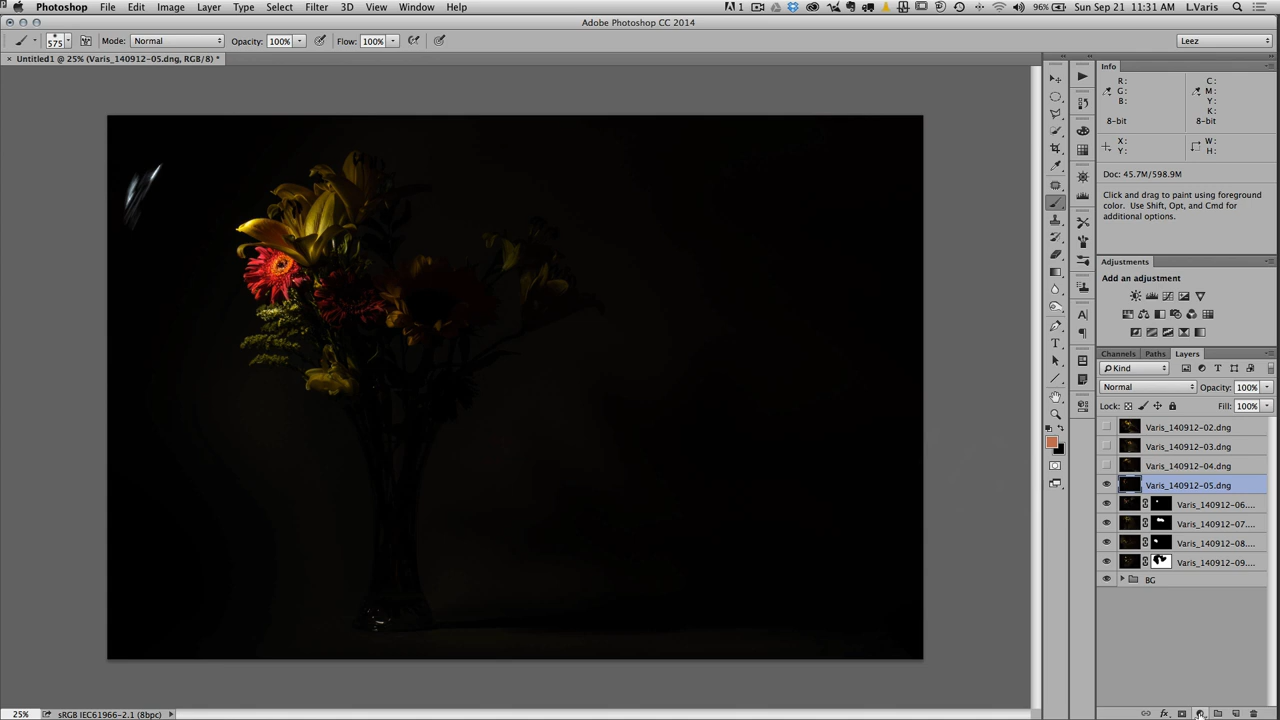 Photoshop File Edit Image Layer Type Select Filter 3D View Window Help 1 96% Sun Sep 21 11:31 AM L.Varis
Adobe Photoshop CC 2014
575 Mode: Normal Opacity: 100% Flow: 100% Leez
× Untitled1 @ 25% (Varis_140912-05.dng, RGB/8) *
Info
R: C:
G: M:
B: Y:
K:
8-bit 8-bit
X: W:
Y: H:
Doc: 45.7M/598.9M
Click and drag to paint using foreground
color. Use Shift, Opt, and Cmd for
additional options.
Adjustments
Add an adjustment
Channels Paths Layers
Kind
Normal Opacity: 100%
Lock: Fill: 100%
Varis_140912-02.dng
Varis_140912-03.dng
Varis_140912-04.dng
Varis_140912-05.dng
Varis_140912-06....
Varis_140912-07....
Varis_140912-08....
Varis_140912-09....
BG
25% sRGB IEC61966-2.1 (8bpc)
fx